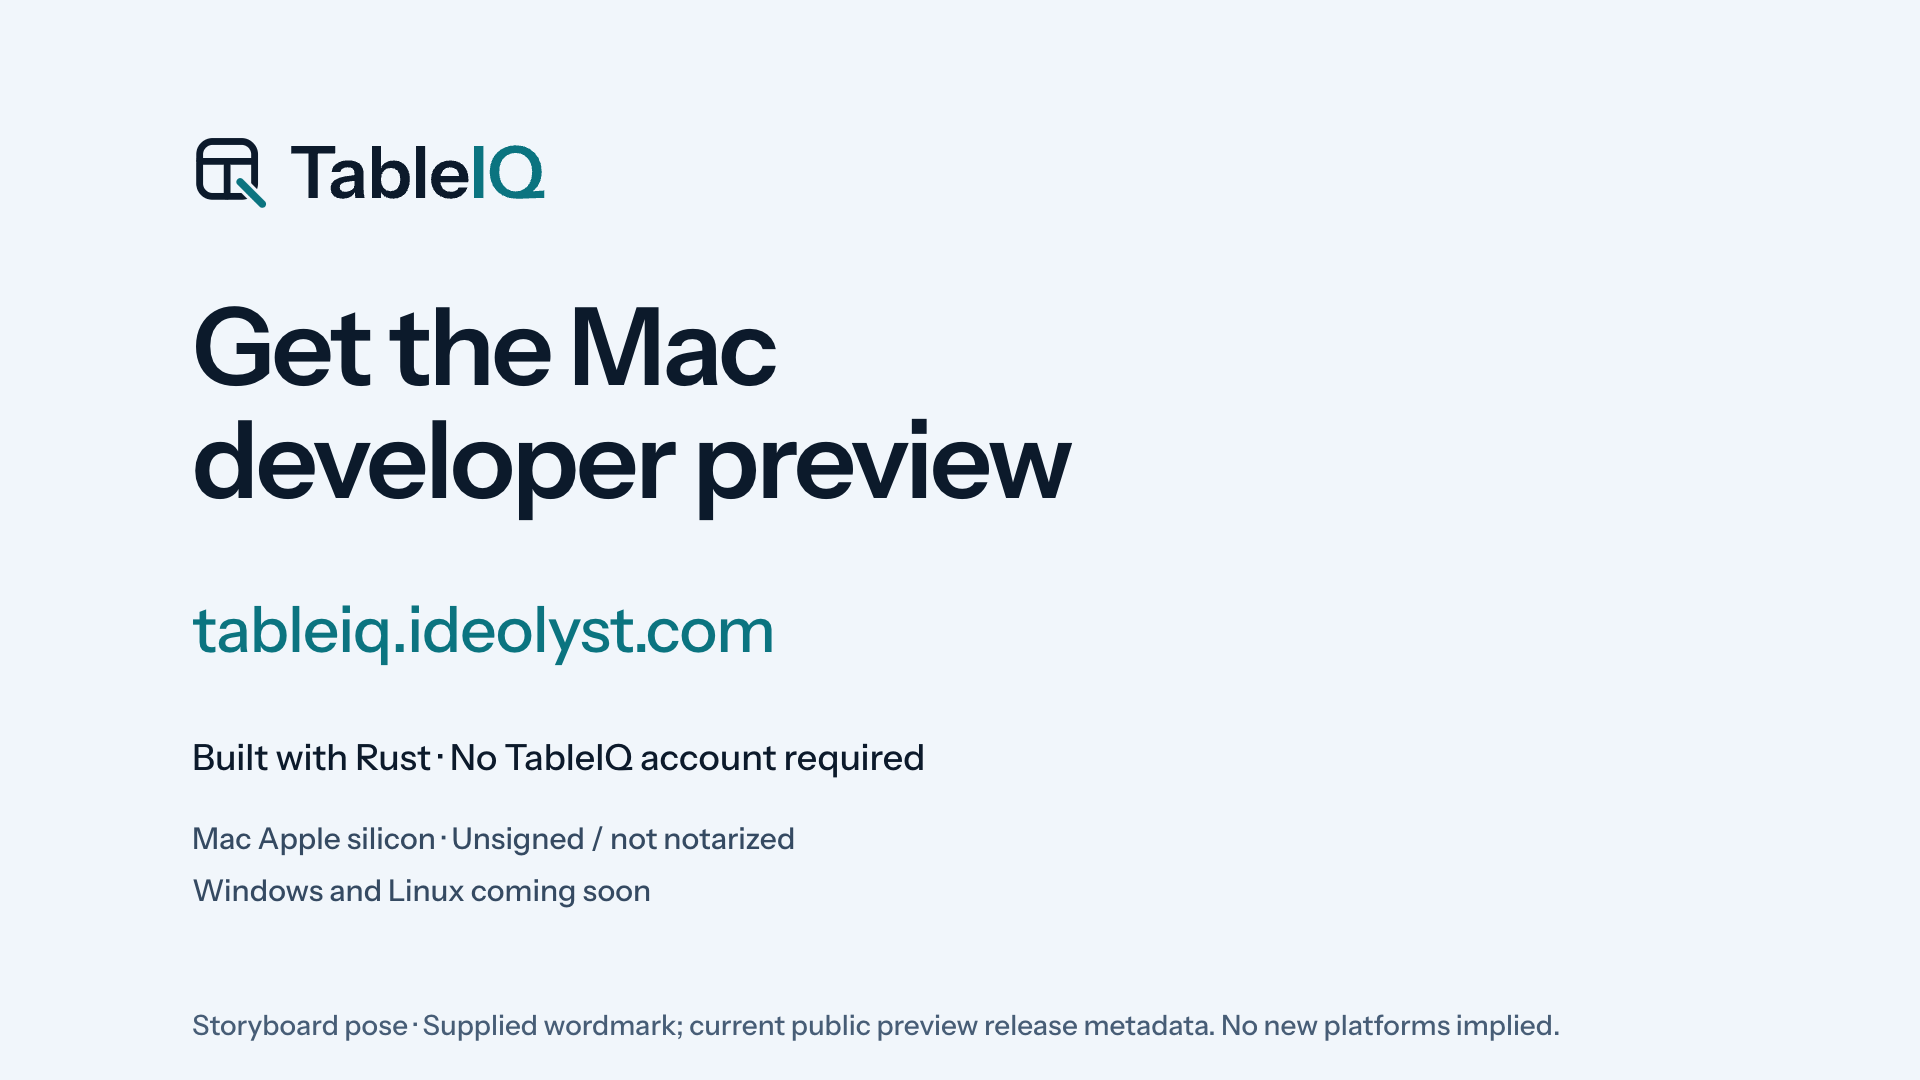 TableIQ
Get the Mac
developer preview
tableiq.ideolyst.com
Built with Rust · No TableIQ account required
Mac Apple silicon · Unsigned / not notarized
Windows and Linux coming soon
Storyboard pose · Supplied wordmark; current public preview release metadata. No new platforms implied.